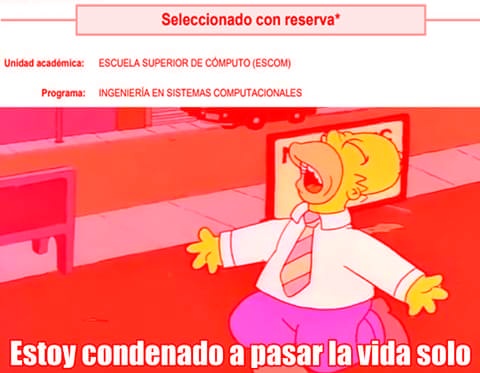 Seleccionado con reserva*
Unidad académica: ESCUELA SUPERIOR DE CÓMPUTO (ESCOM)
Programa: INGENIERÍA EN SISTEMAS COMPUTACIONALES
Estoy condenado a pasar la vida solo